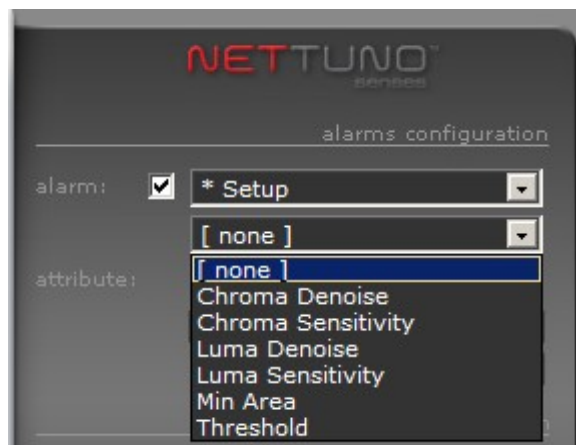 NETTUNO™
senses
alarms configuration
alarm: * Setup
[ none ]
attribute:
[ none ]
Chroma Denoise
Chroma Sensitivity
Luma Denoise
Luma Sensitivity
Min Area
Threshold